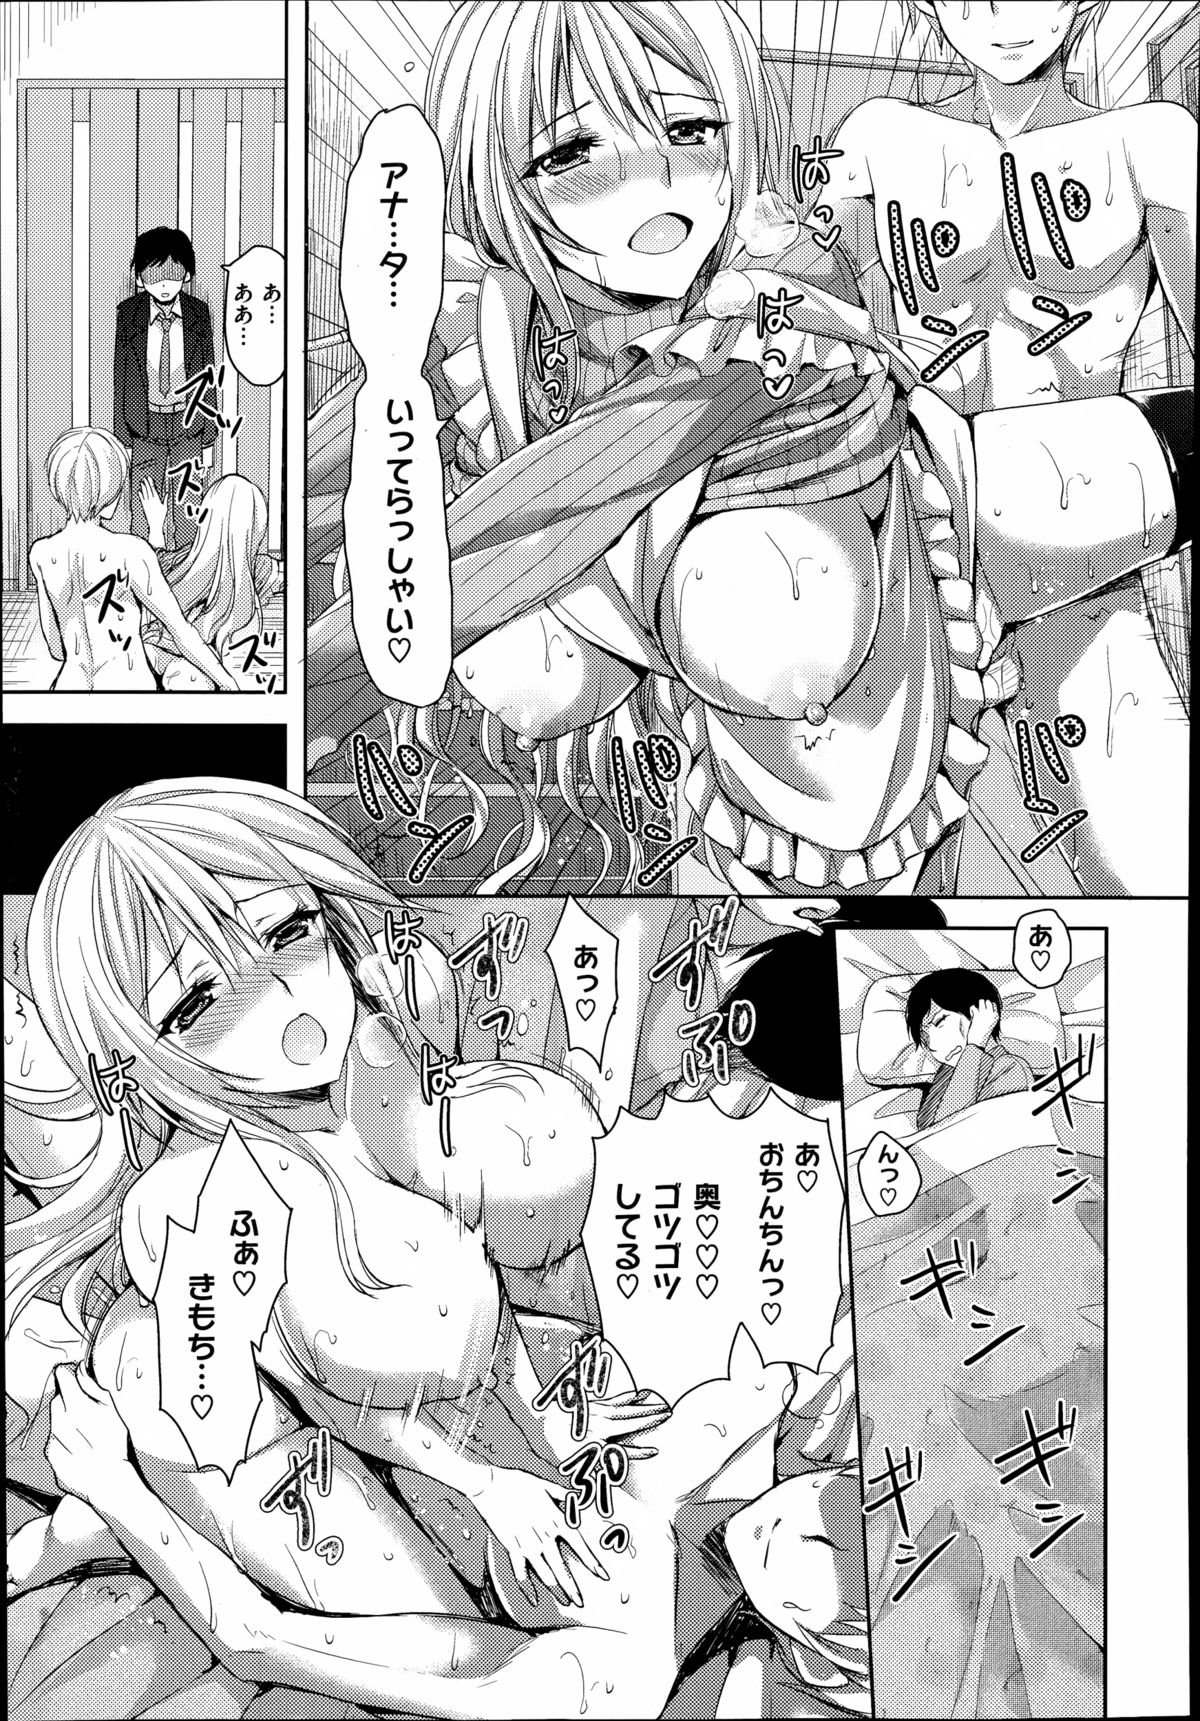 アナ…タ…
いってらっしゃい♡
はっ♡
はっ♡
はっ♡
パン
パン
パン
パン
パン
あ…
ああ…
ズッ
ズッ
ズッ
ズッ
あ♡
んっ♡
ギシ
ギシ
ギシ
あっ♡
あ♡
おちんちんっ♡
奥♡♡♡
ゴツゴツ
してる♡
ふぁ♡
きもち…♡
はー
はー
はー
ずっ
ずぷ
ずぷっ
ずっ